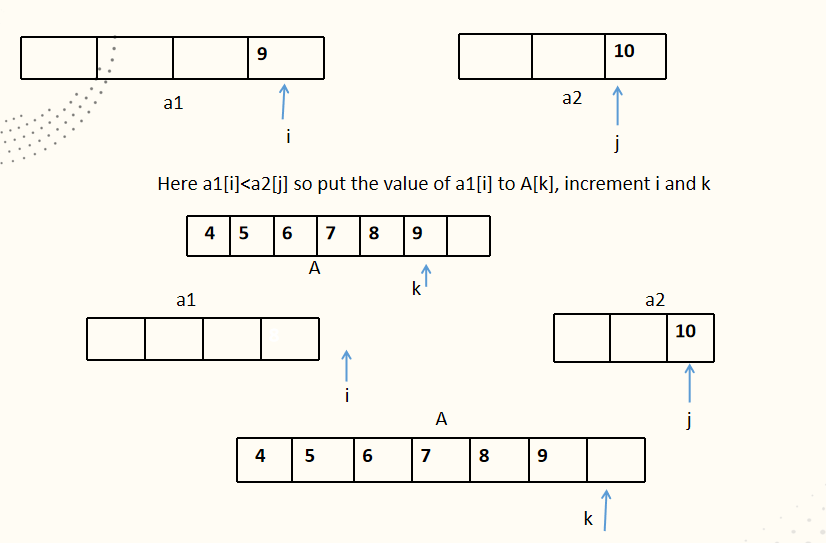 9
10
a1
a2
i
j
Here a1[i]<a2[j] so put the value of a1[i] to A[k], increment i and k
4 5 6 7 8 9
A
k
a1
a2
10
i
j
A
4 5 6 7 8 9
k